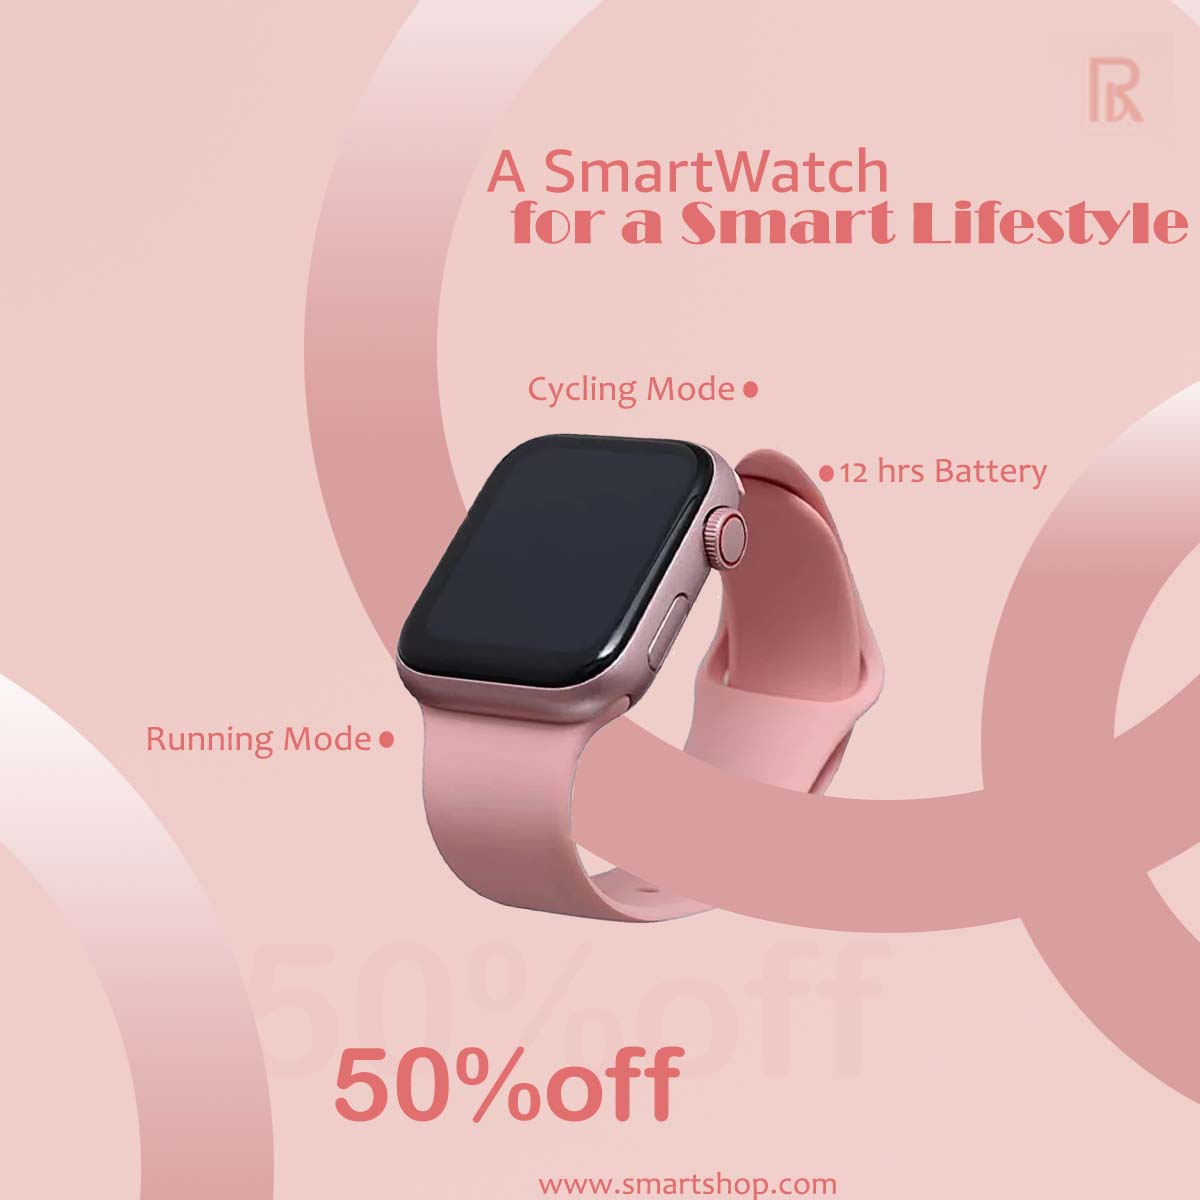 A SmartWatch
for a Smart Lifestyle
Cycling Mode
12 hrs Battery
Running Mode
50%off
50%off
www.smartshop.com